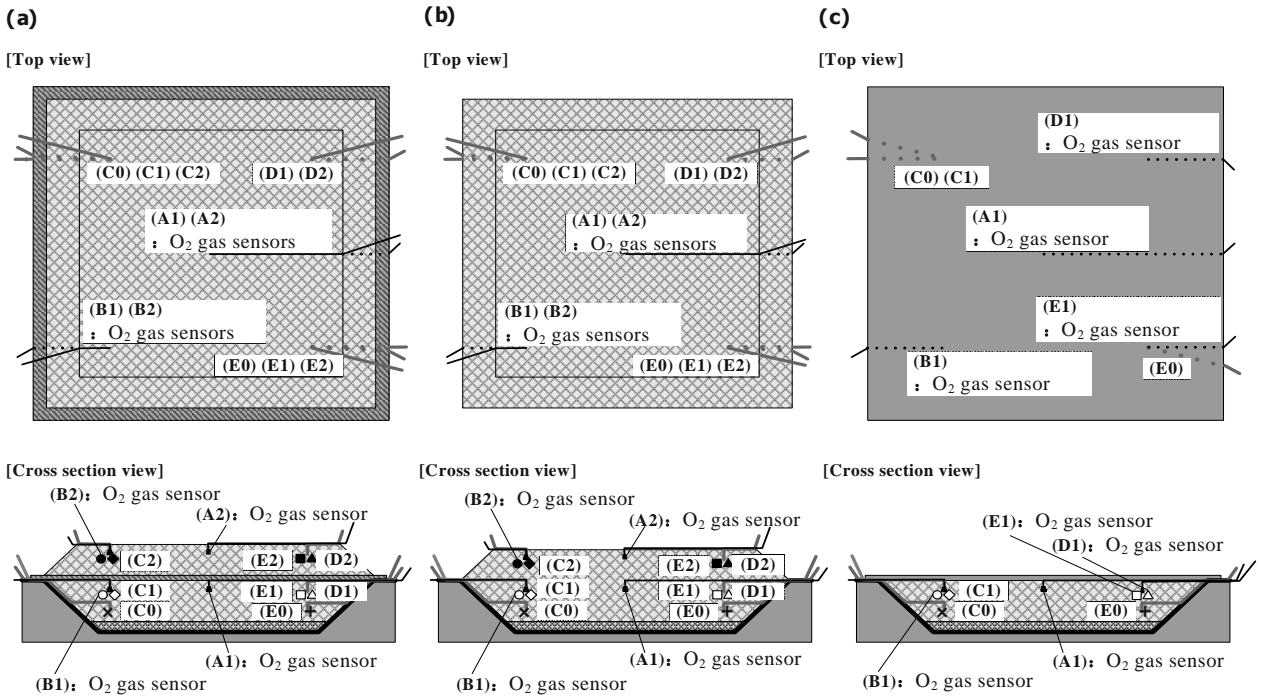 (a)
[Top view]
(C0) (C1) (C2)
(D1) (D2)
(A1) (A2)
: O₂ gas sensors
(B1) (B2)
: O₂ gas sensors
(E0) (E1) (E2)
[Cross section view]
(B2): O₂ gas sensor
(A2): O₂ gas sensor
(C2)
(E2)
(D2)
(C1)
(E1)
(D1)
(C0)
(E0)
(A1): O₂ gas sensor
(B1): O₂ gas sensor
(b)
[Top view]
(C0) (C1) (C2)
(D1) (D2)
(A1) (A2)
: O₂ gas sensors
(B1) (B2)
: O₂ gas sensors
(E0) (E1) (E2)
[Cross section view]
(B2): O₂ gas sensor
(A2): O₂ gas sensor
(C2)
(E2)
(D2)
(C1)
(E1)
(D1)
(C0)
(E0)
(A1): O₂ gas sensor
(B1): O₂ gas sensor
(c)
[Top view]
(D1)
: O₂ gas sensor
(C0) (C1)
(A1)
: O₂ gas sensor
(E1)
: O₂ gas sensor
(B1)
: O₂ gas sensor
(E0)
[Cross section view]
(E1): O₂ gas sensor
(D1): O₂ gas sensor
(C1)
(C0)
(E0)
(A1): O₂ gas sensor
(B1): O₂ gas sensor